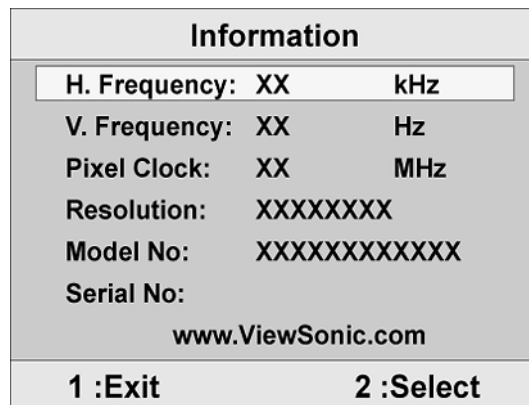 Information
H. Frequency: XX kHz
V. Frequency: XX Hz
Pixel Clock: XX MHz
Resolution: XXXXXXXX
Model No: XXXXXXXXXXXX
Serial No:
www.ViewSonic.com
1 :Exit 2 :Select